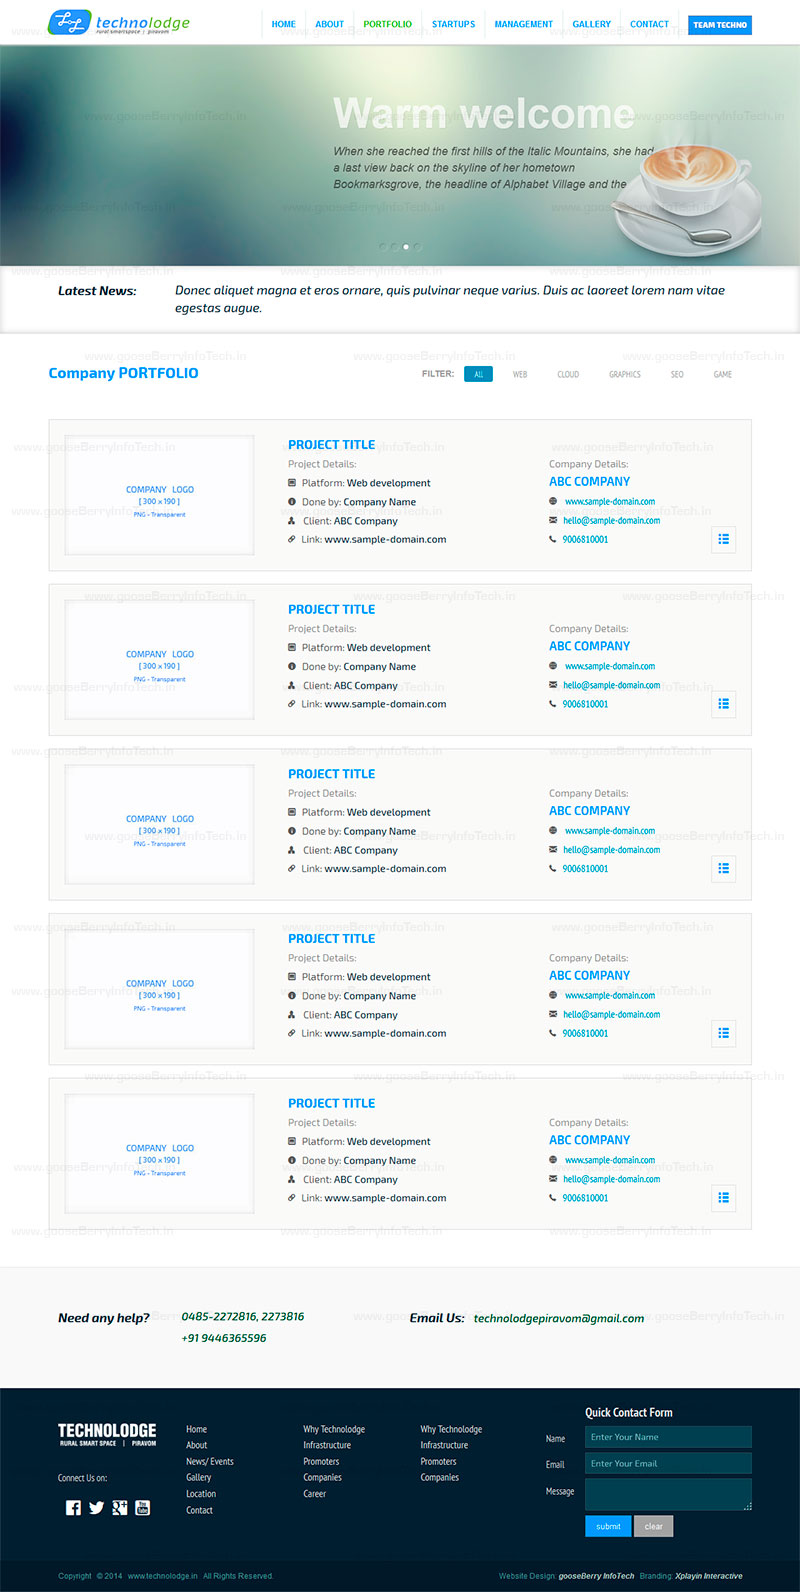 technolodge
rural smartspace | piravom
HOME ABOUT PORTFOLIO STARTUPS MANAGEMENT GALLERY CONTACT TEAM TECHNO
Warm welcome
When she reached the first hills of the Italic Mountains, she had
a last view back on the skyline of her hometown
Bookmarksgrove, the headline of Alphabet Village and the
www.gooseBerryInfoTech.in
Latest News: Donec aliquet magna et eros ornare, quis pulvinar neque varius. Duis ac laoreet lorem nam vitae
egestas augue.
Company PORTFOLIO
FILTER: ALL WEB CLOUD GRAPHICS SEO GAME
COMPANY LOGO
[ 300 x 190 ]
PNG - Transparent
PROJECT TITLE
Project Details:
Platform: Web development
Done by: Company Name
Client: ABC Company
Link: www.sample-domain.com
Company Details:
ABC COMPANY
www.sample-domain.com
hello@sample-domain.com
9006810001
COMPANY LOGO
[ 300 x 190 ]
PNG - Transparent
PROJECT TITLE
Project Details:
Platform: Web development
Done by: Company Name
Client: ABC Company
Link: www.sample-domain.com
Company Details:
ABC COMPANY
www.sample-domain.com
hello@sample-domain.com
9006810001
COMPANY LOGO
[ 300 x 190 ]
PNG - Transparent
PROJECT TITLE
Project Details:
Platform: Web development
Done by: Company Name
Client: ABC Company
Link: www.sample-domain.com
Company Details:
ABC COMPANY
www.sample-domain.com
hello@sample-domain.com
9006810001
COMPANY LOGO
[ 300 x 190 ]
PNG - Transparent
PROJECT TITLE
Project Details:
Platform: Web development
Done by: Company Name
Client: ABC Company
Link: www.sample-domain.com
Company Details:
ABC COMPANY
www.sample-domain.com
hello@sample-domain.com
9006810001
COMPANY LOGO
[ 300 x 190 ]
PNG - Transparent
PROJECT TITLE
Project Details:
Platform: Web development
Done by: Company Name
Client: ABC Company
Link: www.sample-domain.com
Company Details:
ABC COMPANY
www.sample-domain.com
hello@sample-domain.com
9006810001
Need any help? 0485-2272816, 2273816
+91 9446365596
Email Us: technolodgepiravom@gmail.com
TECHNOLODGE
RURAL SMART SPACE | PIRAVOM
Connect Us on:
Home
About
News/ Events
Gallery
Location
Contact
Why Technolodge
Infrastructure
Promoters
Companies
Career
Why Technolodge
Infrastructure
Promoters
Companies
Quick Contact Form
Name Enter Your Name
Email Enter Your Email
Message
submit clear
Copyright © 2014 www.technolodge.in All Rights Reserved.
Website Design: gooseBerry InfoTech Branding: Xplayin Interactive